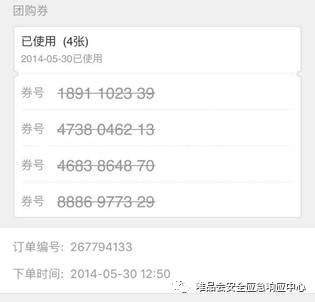 团购券
已使用 (4张)
2014-05-30已使用
券号 1891 1023 39
券号 4738 0462 13
券号 4683 8648 70
券号 8886 9773 29
订单编号: 267794133
下单时间: 2014-05-30 12:50
唯品会安全应急响应中心